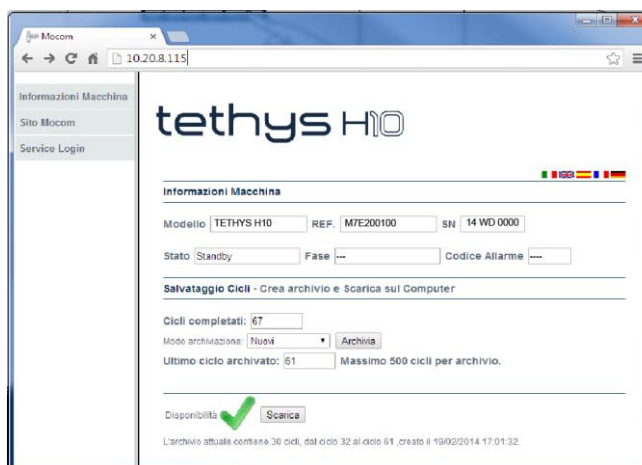 Mocom
10.20.8.115
Informazioni Macchina
Sito Mocom
Service Login
tethys H10
Informazioni Macchina
Modello TETHYS H10 REF. M7E200100 SN 14 WD 0000
Stato Standby Fase --- Codice Allarme ----
Salvataggio Cicli - Crea archivio e Scarica sul Computer
Cicli completati: 67
Modo archiviazione: Nuovi Archivia
Ultimo ciclo archivato: 61 Massimo 500 cicli per archivio.
Disponibilità Scarica
L'archivio attuale contiene 30 cicli, dal ciclo 32 al ciclo 61 ,creato il 19/02/2014 17:01:32.